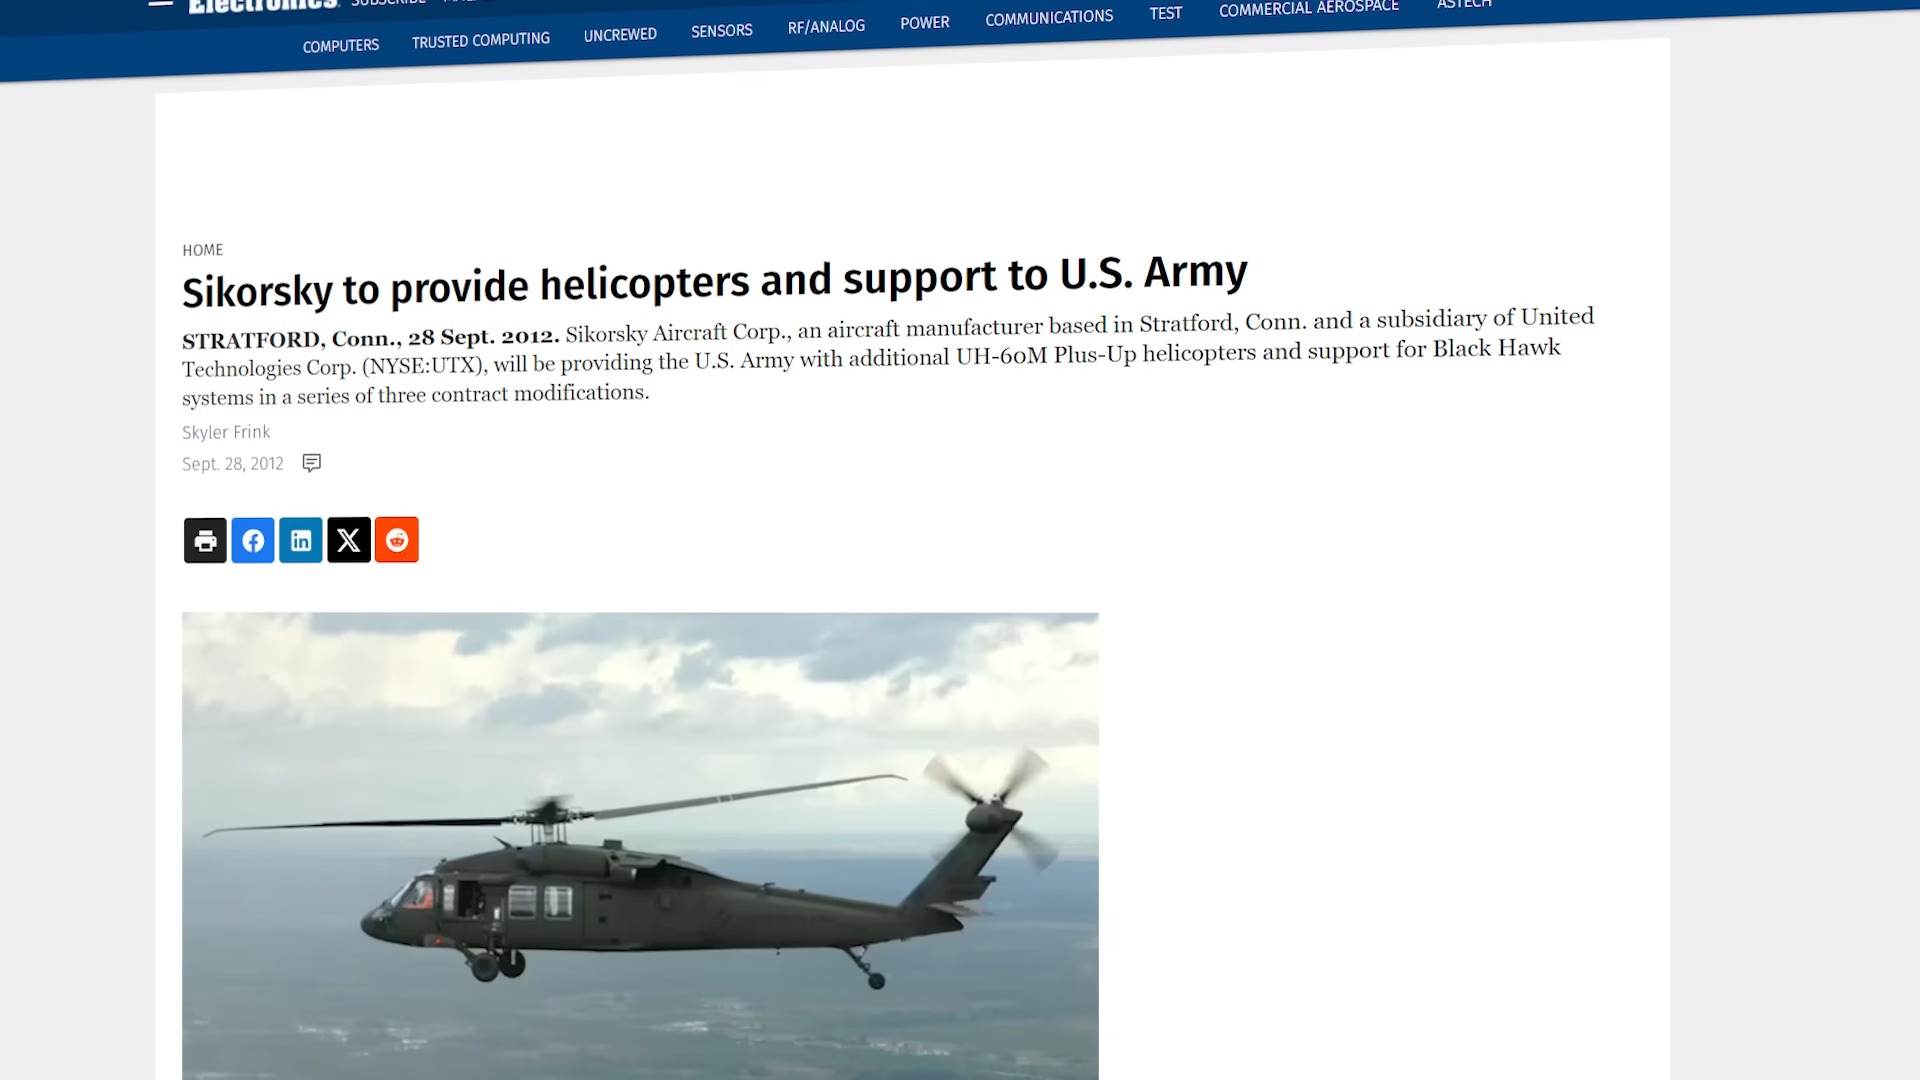 Electronics
SUBSCRIBE
COMPUTERS TRUSTED COMPUTING UNCREWED SENSORS RF/ANALOG POWER COMMUNICATIONS TEST COMMERCIAL AEROSPACE ASTECH
HOME
Sikorsky to provide helicopters and support to U.S. Army
STRATFORD, Conn., 28 Sept. 2012. Sikorsky Aircraft Corp., an aircraft manufacturer based in Stratford, Conn. and a subsidiary of United
Technologies Corp. (NYSE:UTX), will be providing the U.S. Army with additional UH-60M Plus-Up helicopters and support for Black Hawk
systems in a series of three contract modifications.
Skyler Frink
Sept. 28, 2012